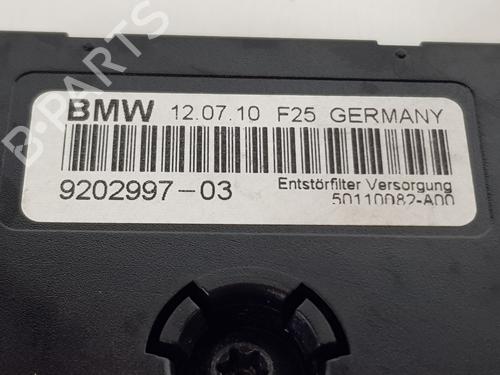 B-PARTS
BMW 12.07.10 F25 GERMANY
9202997-03
Entstörfilter Versorgung
50110082-A00